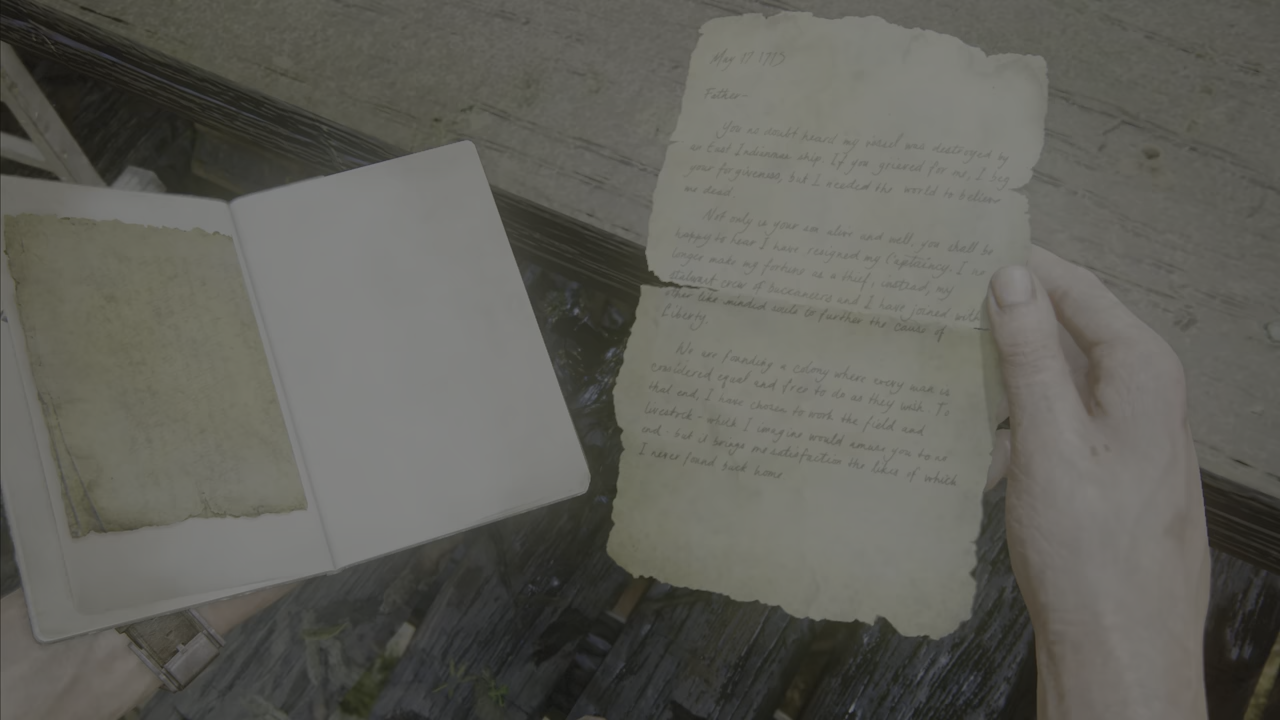 May 17 171
Father-
You no doubt heard my vessel was destroyed by
an East Indiaman ship. If you grieved for me, I beg
your forgiveness, but I needed the world to believe
me dead.
Not only is your son alive and well, you shall be
happy to hear I have resigned my Captaincy. I no
longer make my fortune as a thief; instead, my
stalwart crew of buccaneers and I have joined with
other like minded souls to further the cause of
Liberty.
We are founding a colony where every man is
considered equal and free to do as they wish. To
that end, I have chosen to work the field and
livestock - which I imagine would amuse you to no
end - but it brings me satisfaction the likes of which
I never found back home